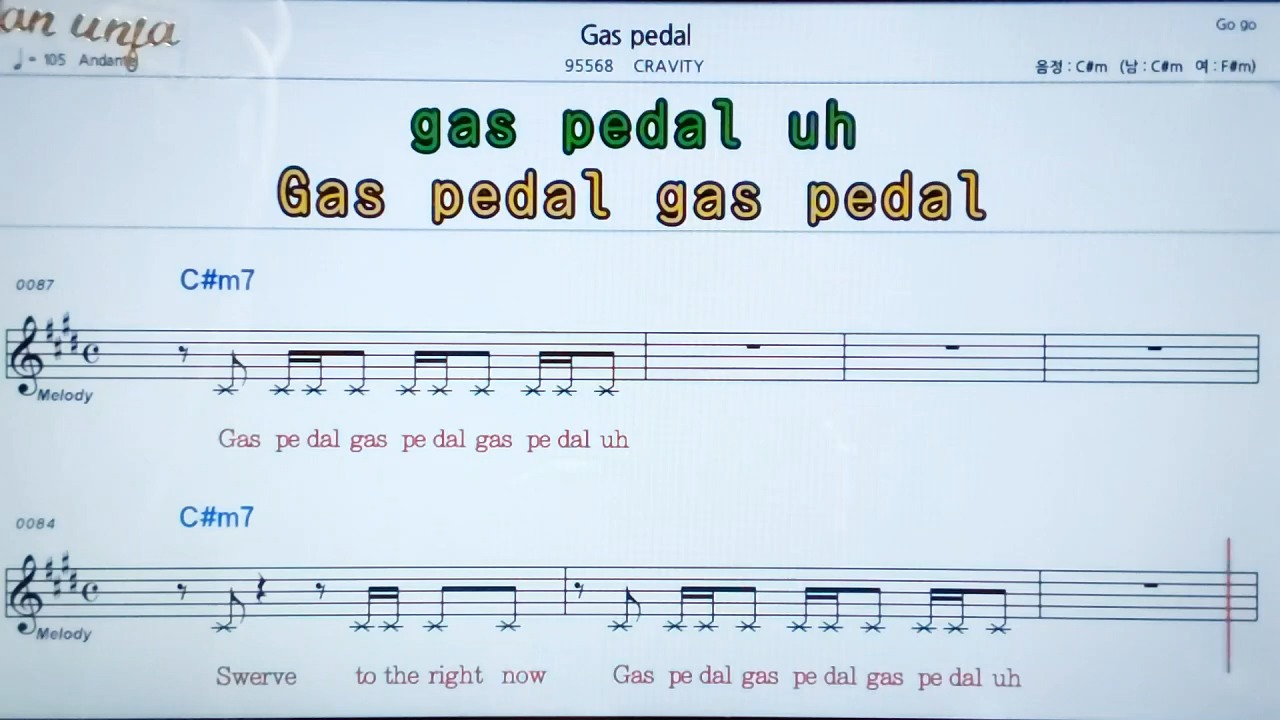 an unja
Gas pedal
Go go
♩= 105 Andante
95568 CRAVITY
음정 : C#m (남 : C#m 여 : F#m)
gas pedal uh
Gas pedal gas pedal
0087
C#m7
Melody
Gas pe dal gas pe dal gas pe dal uh
0084
C#m7
Melody
Swerve to the right now Gas pe dal gas pe dal gas pe dal uh